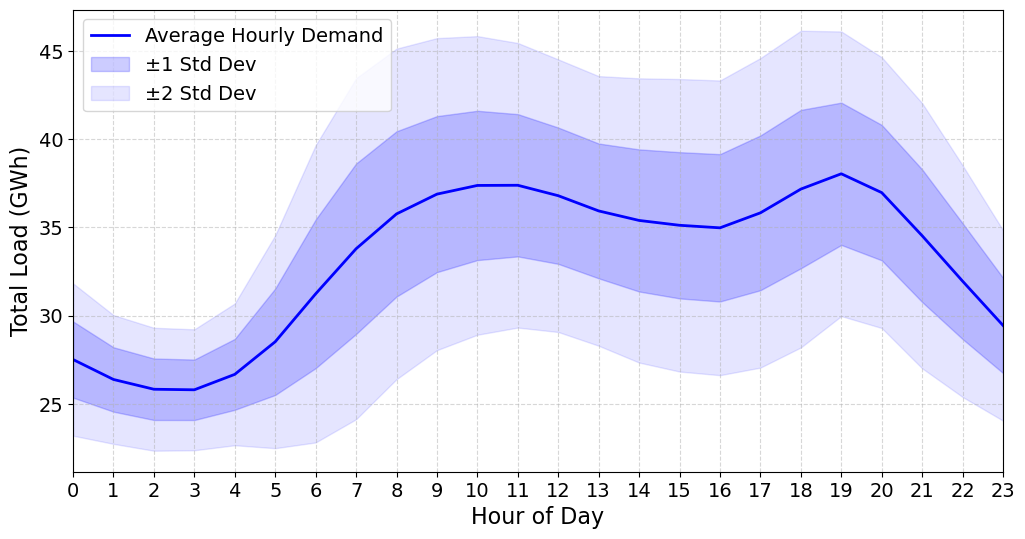 Average Hourly Demand
±1 Std Dev
±2 Std Dev
Total Load (GWh)
45
40
35
30
25
0 1 2 3 4 5 6 7 8 9 10 11 12 13 14 15 16 17 18 19 20 21 22 23
Hour of Day